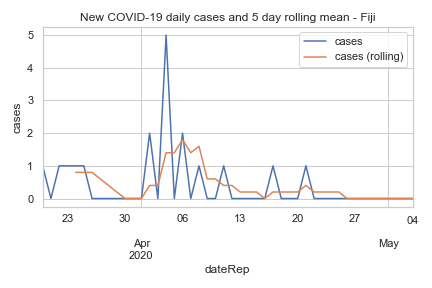 New COVID-19 daily cases and 5 day rolling mean - Fiji
cases
cases (rolling)
cases
5
4
3
2
1
0
23 30 06 13 20 27 04
Apr May
2020
dateRep